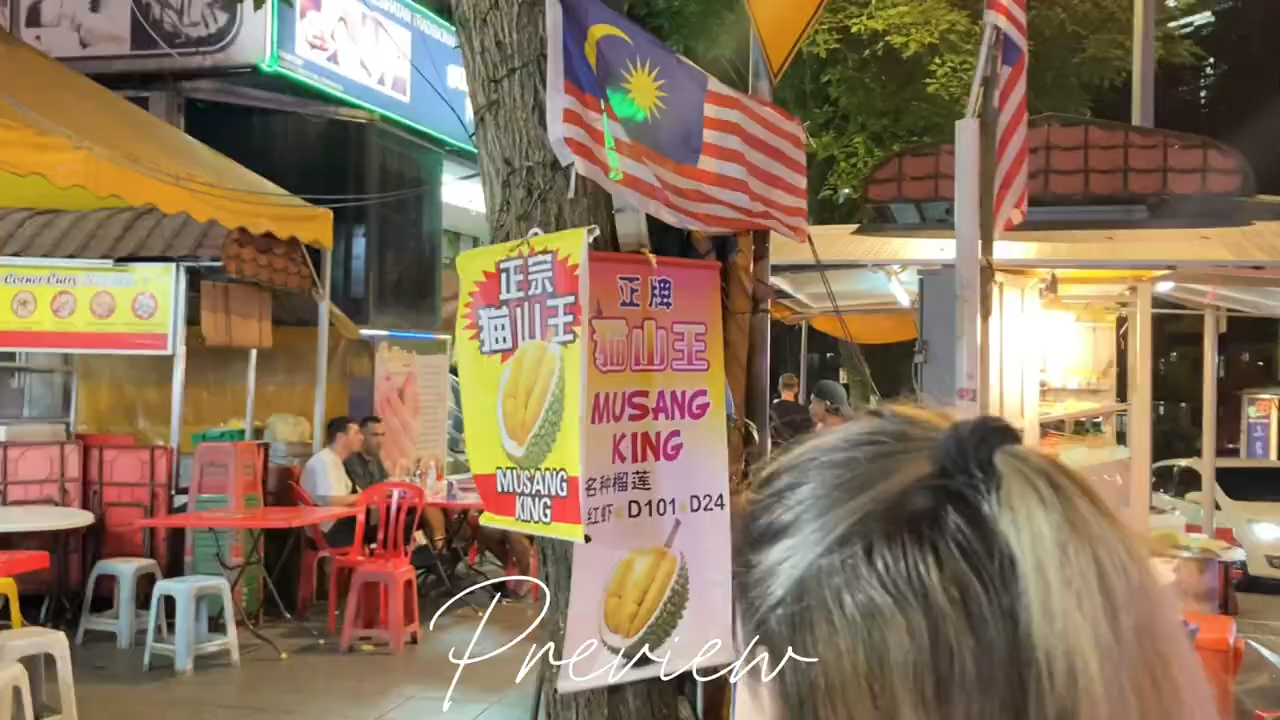 Corner Curry
正宗
猫山王
MUSANG
KING
正牌
猫山王
MUSANG
KING
名种榴莲
红虾•D101•D24
Preview